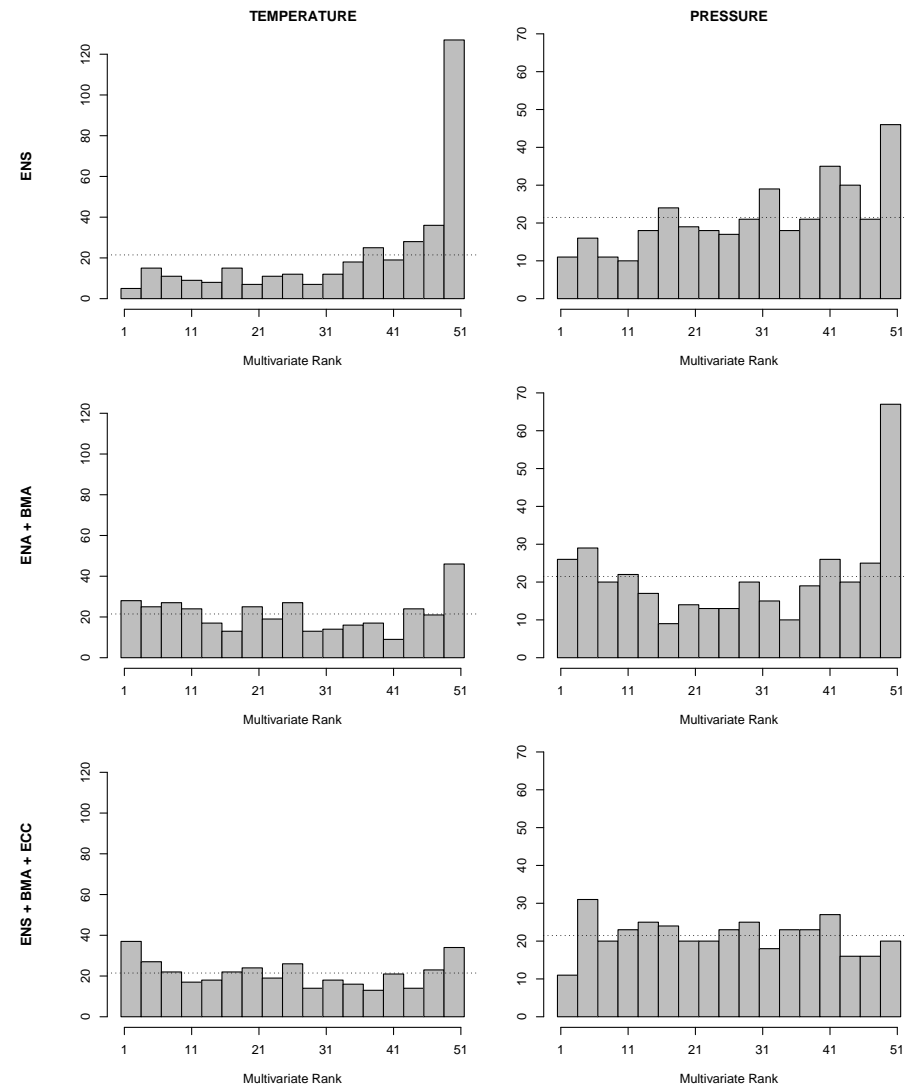 TEMPERATURE PRESSURE
ENS
0 20 40 60 80 100 120
1 11 21 31 41 51
Multivariate Rank
0 10 20 30 40 50 60 70
1 11 21 31 41 51
Multivariate Rank
ENA + BMA
0 20 40 60 80 100 120
1 11 21 31 41 51
Multivariate Rank
0 10 20 30 40 50 60 70
1 11 21 31 41 51
Multivariate Rank
ENS + BMA + ECC
0 20 40 60 80 100 120
1 11 21 31 41 51
Multivariate Rank
0 10 20 30 40 50 60 70
1 11 21 31 41 51
Multivariate Rank